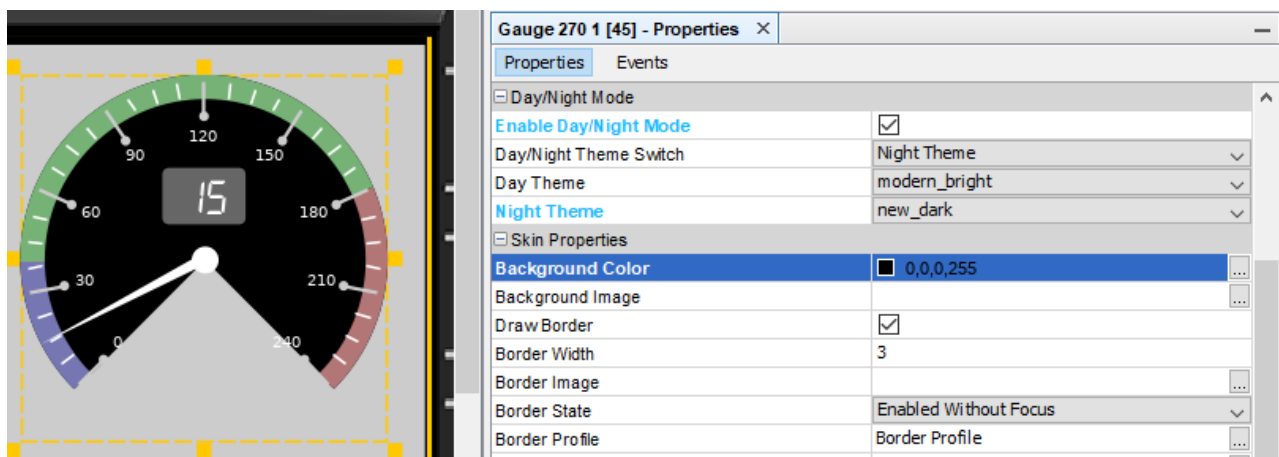 120
90
150
15
60
180
30
210
0
240
Gauge 270 1 [45] - Properties ×
Properties Events
Day/Night Mode
Enable Day/Night Mode
Day/Night Theme Switch Night Theme
Day Theme modern_bright
Night Theme new_dark
Skin Properties
Background Color 0,0,0,255 ...
Background Image ...
Draw Border
Border Width 3
Border Image ...
Border State Enabled Without Focus
Border Profile Border Profile ...